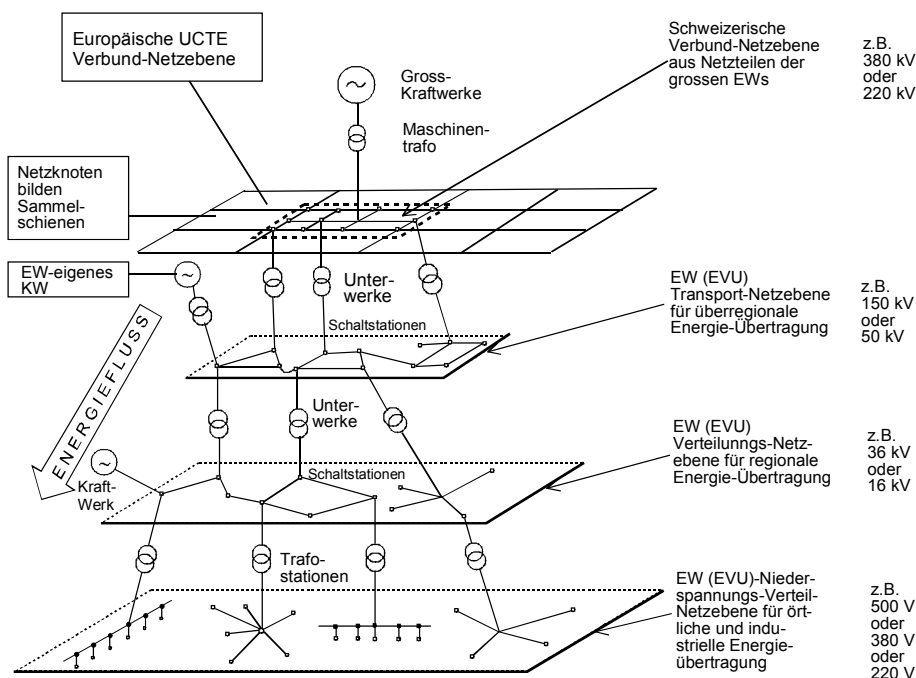 Europäische UCTE
Verbund-Netzebene
Schweizerische
Verbund-Netzebene
aus Netzteilen der
grossen EWs
z.B.
380 kV
oder
220 kV
Gross-
Kraftwerke
Maschinen-
trafo
Netzknoten
bilden
Sammel-
schienen
EW-eigenes
KW
Unter-
werke
Schaltstationen
EW (EVU)
Transport-Netzebene
für überregionale
Energie-Übertragung
z.B.
150 kV
oder
50 kV
ENERGIEFLUSS
Unter-
werke
EW (EVU)
Verteilunngs-Netz-
ebene für regionale
Energie-Übertragung
z.B.
36 kV
oder
16 kV
Schaltstationen
Kraft-
Werk
Trafo-
stationen
EW (EVU)-Nieder-
spannungs-Verteil-
Netzebene für ört-
liche und indu-
strielle Energie-
übertragung
z.B.
500 V
oder
380 V
oder
220 V